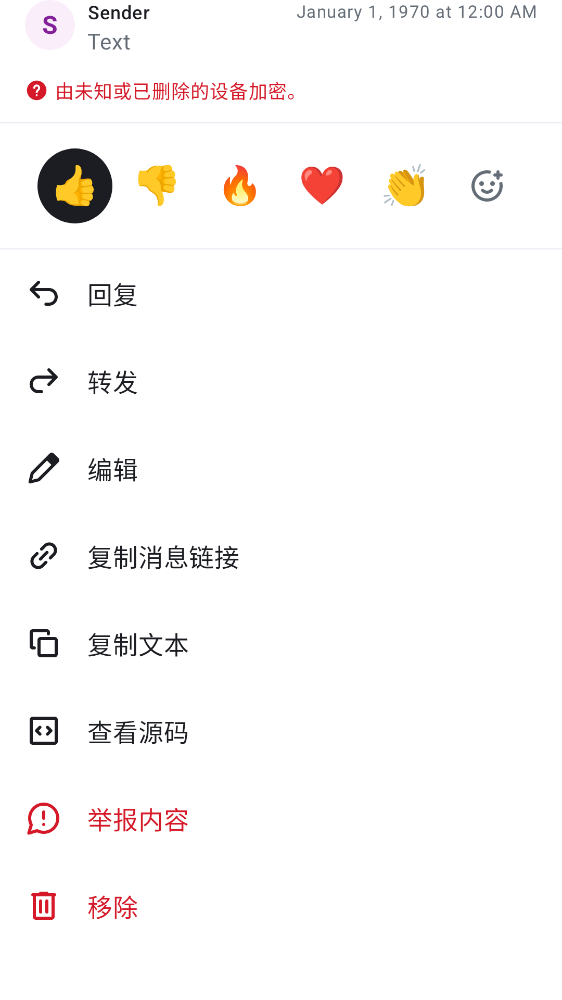 S
Sender
January 1, 1970 at 12:00 AM
Text
由未知或已删除的设备加密。
回复
转发
编辑
复制消息链接
复制文本
查看源码
举报内容
移除